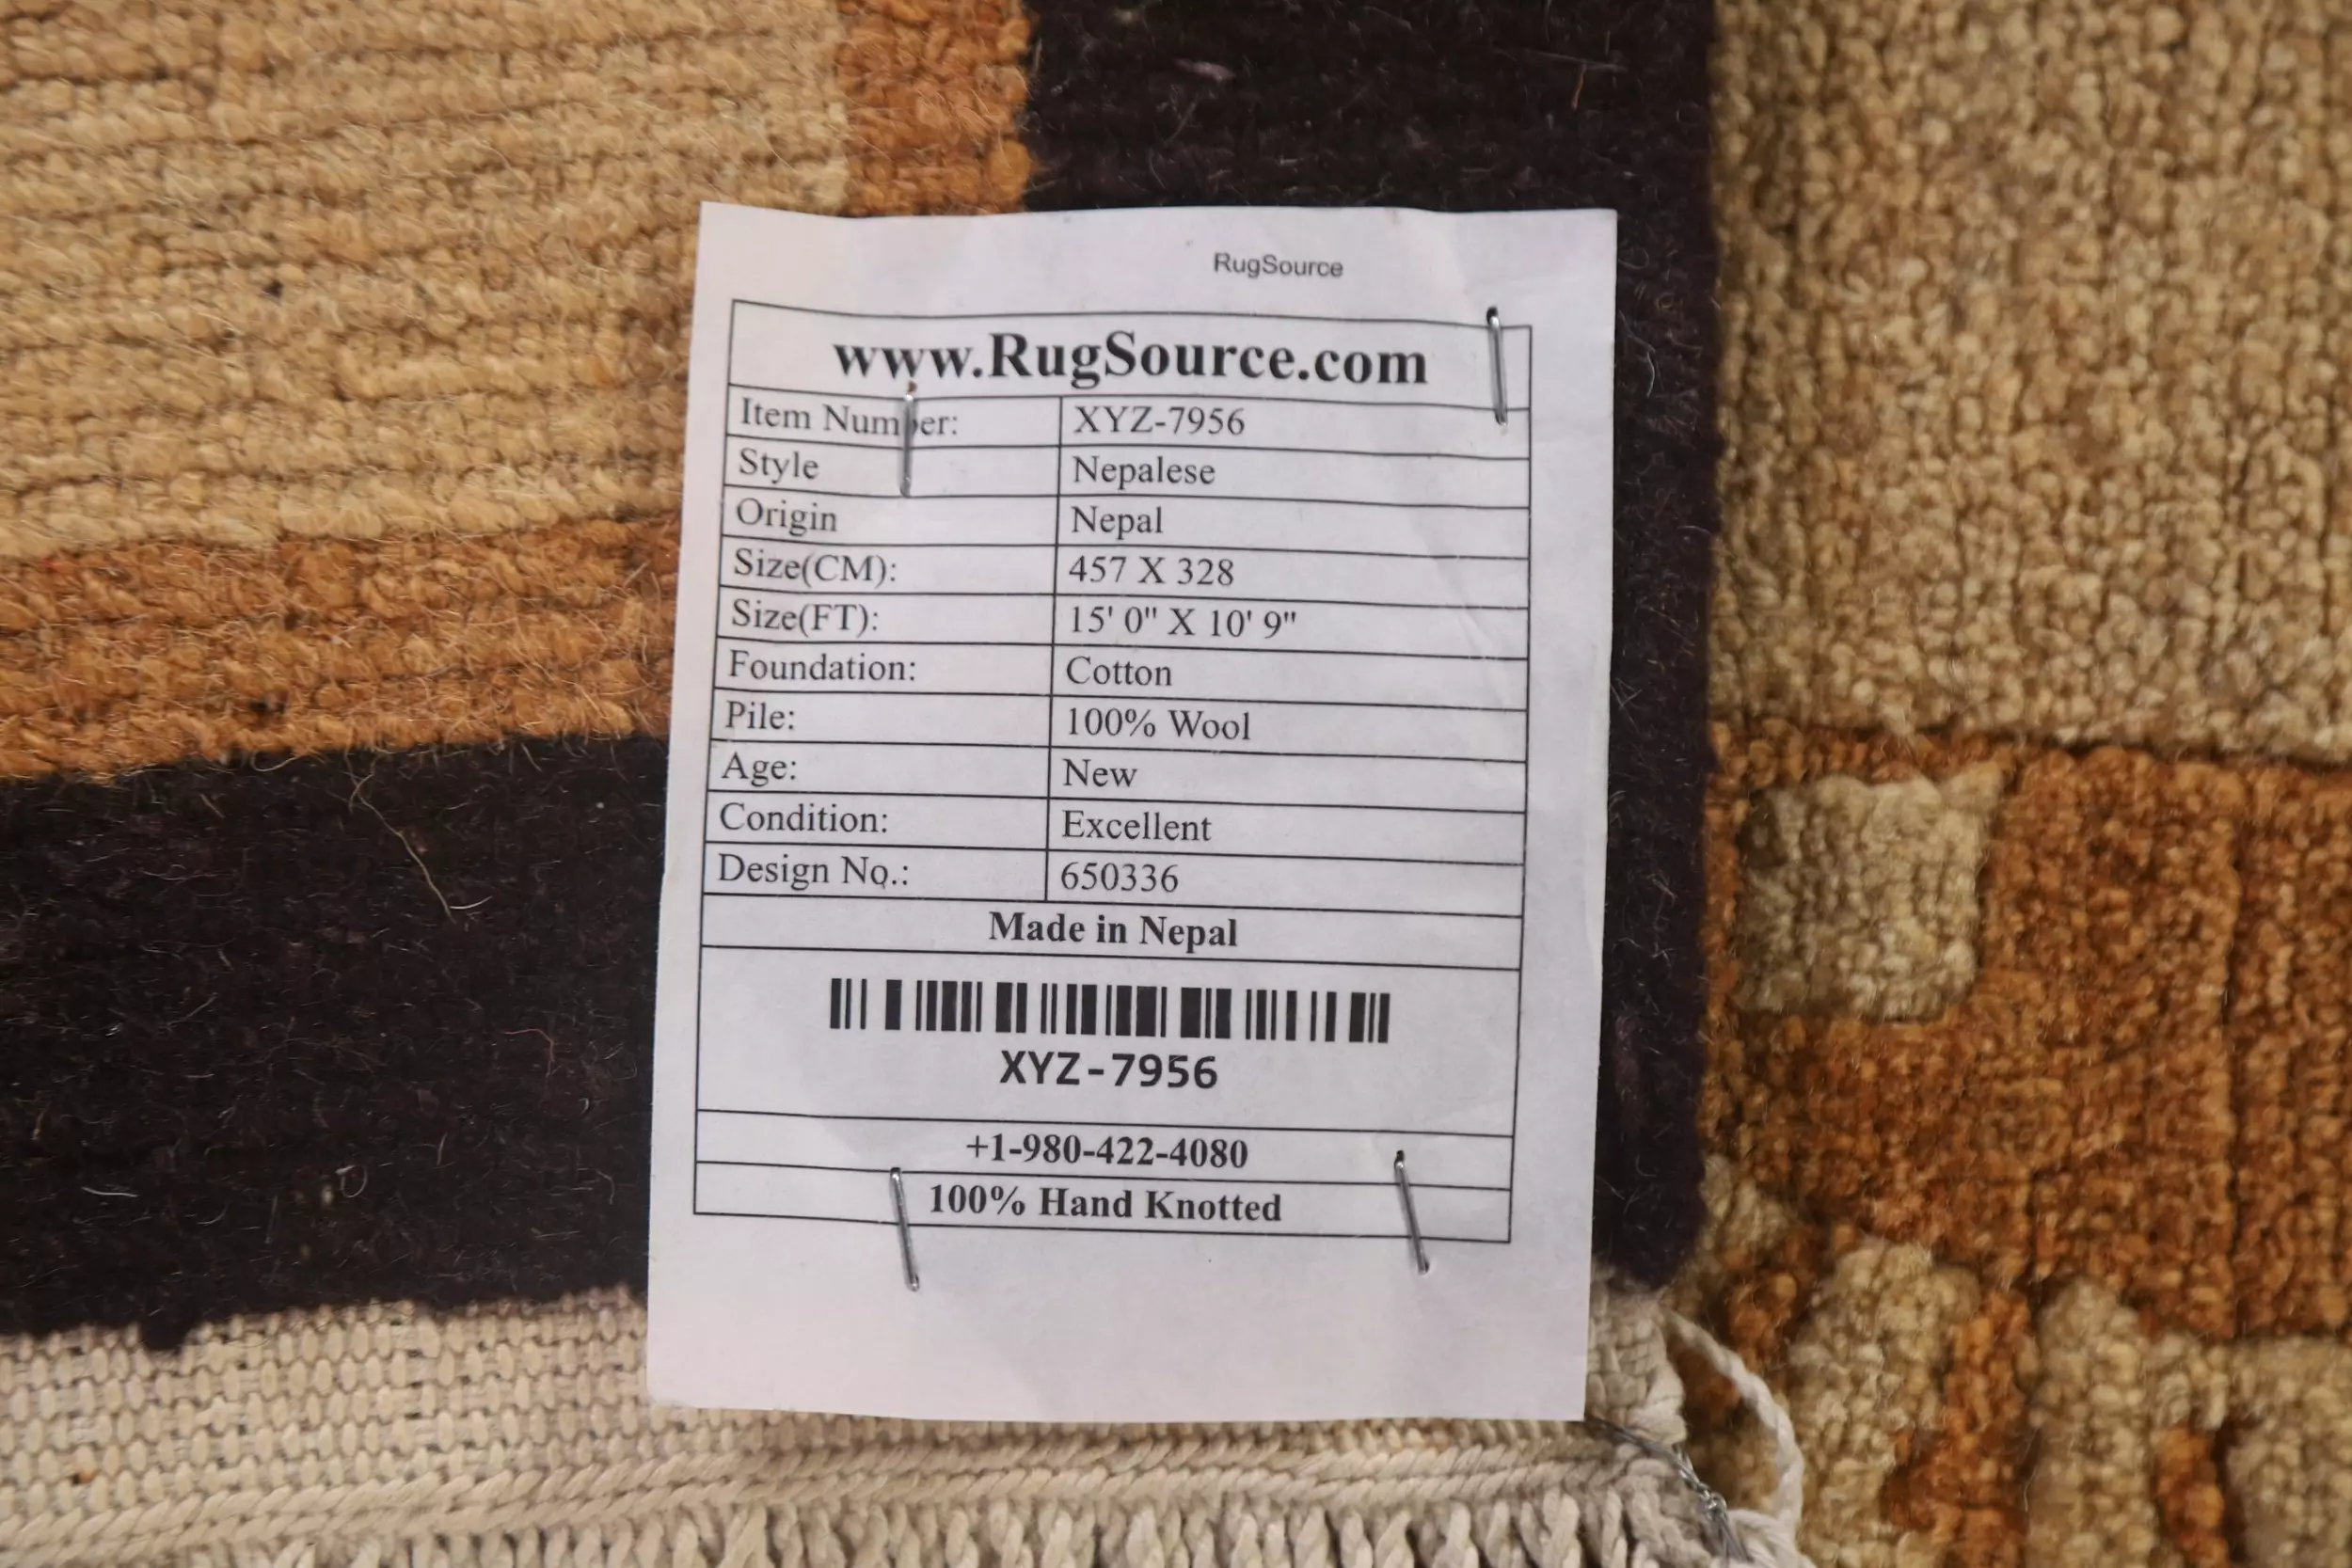 RugSource
www.RugSource.com
Item Number: XYZ-7956
Style Nepalese
Origin Nepal
Size(CM): 457 X 328
Size(FT): 15' 0" X 10' 9"
Foundation: Cotton
Pile: 100% Wool
Age: New
Condition: Excellent
Design No.: 650336
Made in Nepal
XYZ-7956
+1-980-422-4080
100% Hand Knotted